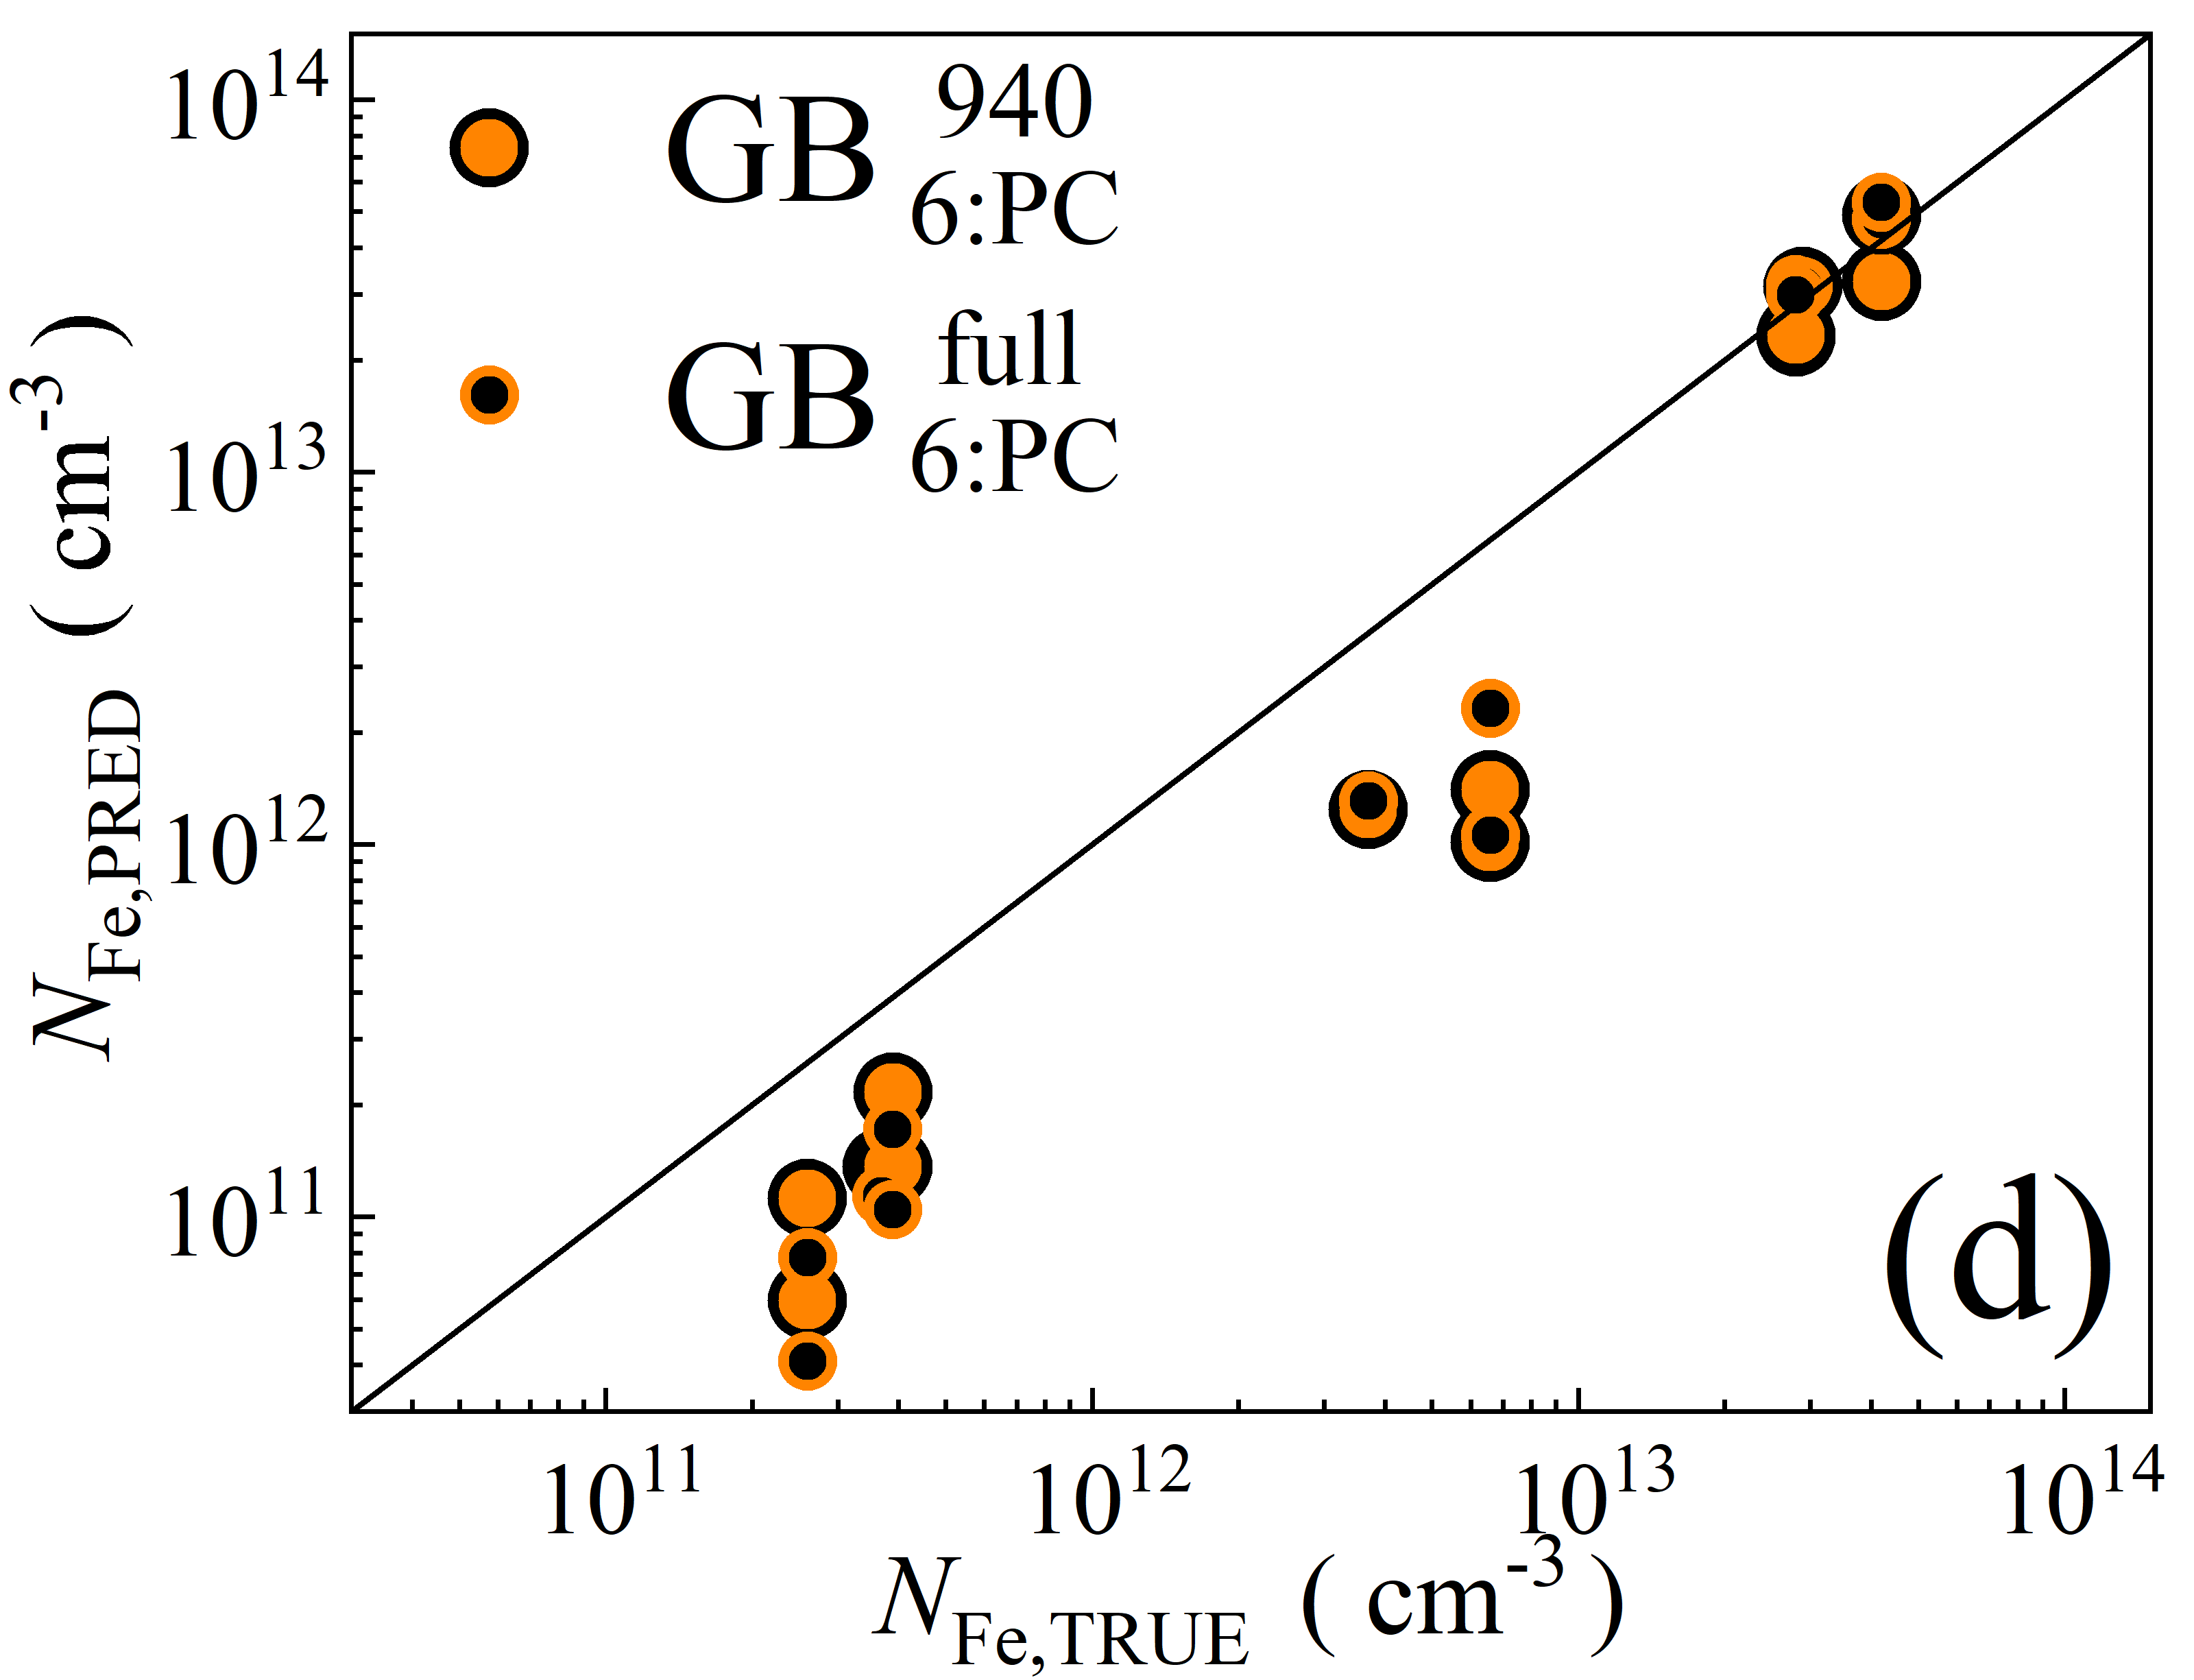 10^14
10^13
10^12
10^11
N_Fe,PRED ( cm^-3 )
GB 940 6:PC
GB full 6:PC
(d)
10^11 10^12 10^13 10^14
N_Fe,TRUE ( cm^-3 )